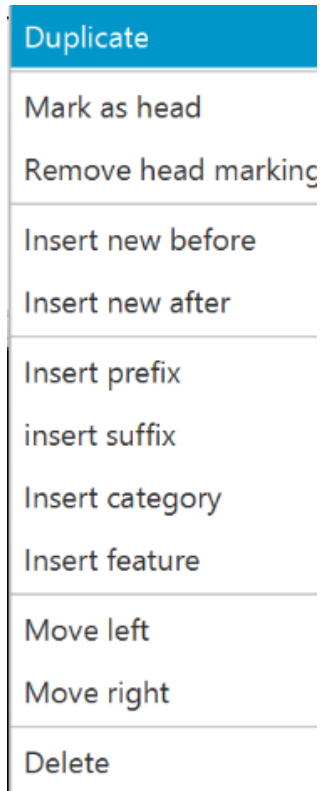 Duplicate
Mark as head
Remove head marking
Insert new before
Insert new after
Insert prefix
insert suffix
Insert category
Insert feature
Move left
Move right
Delete